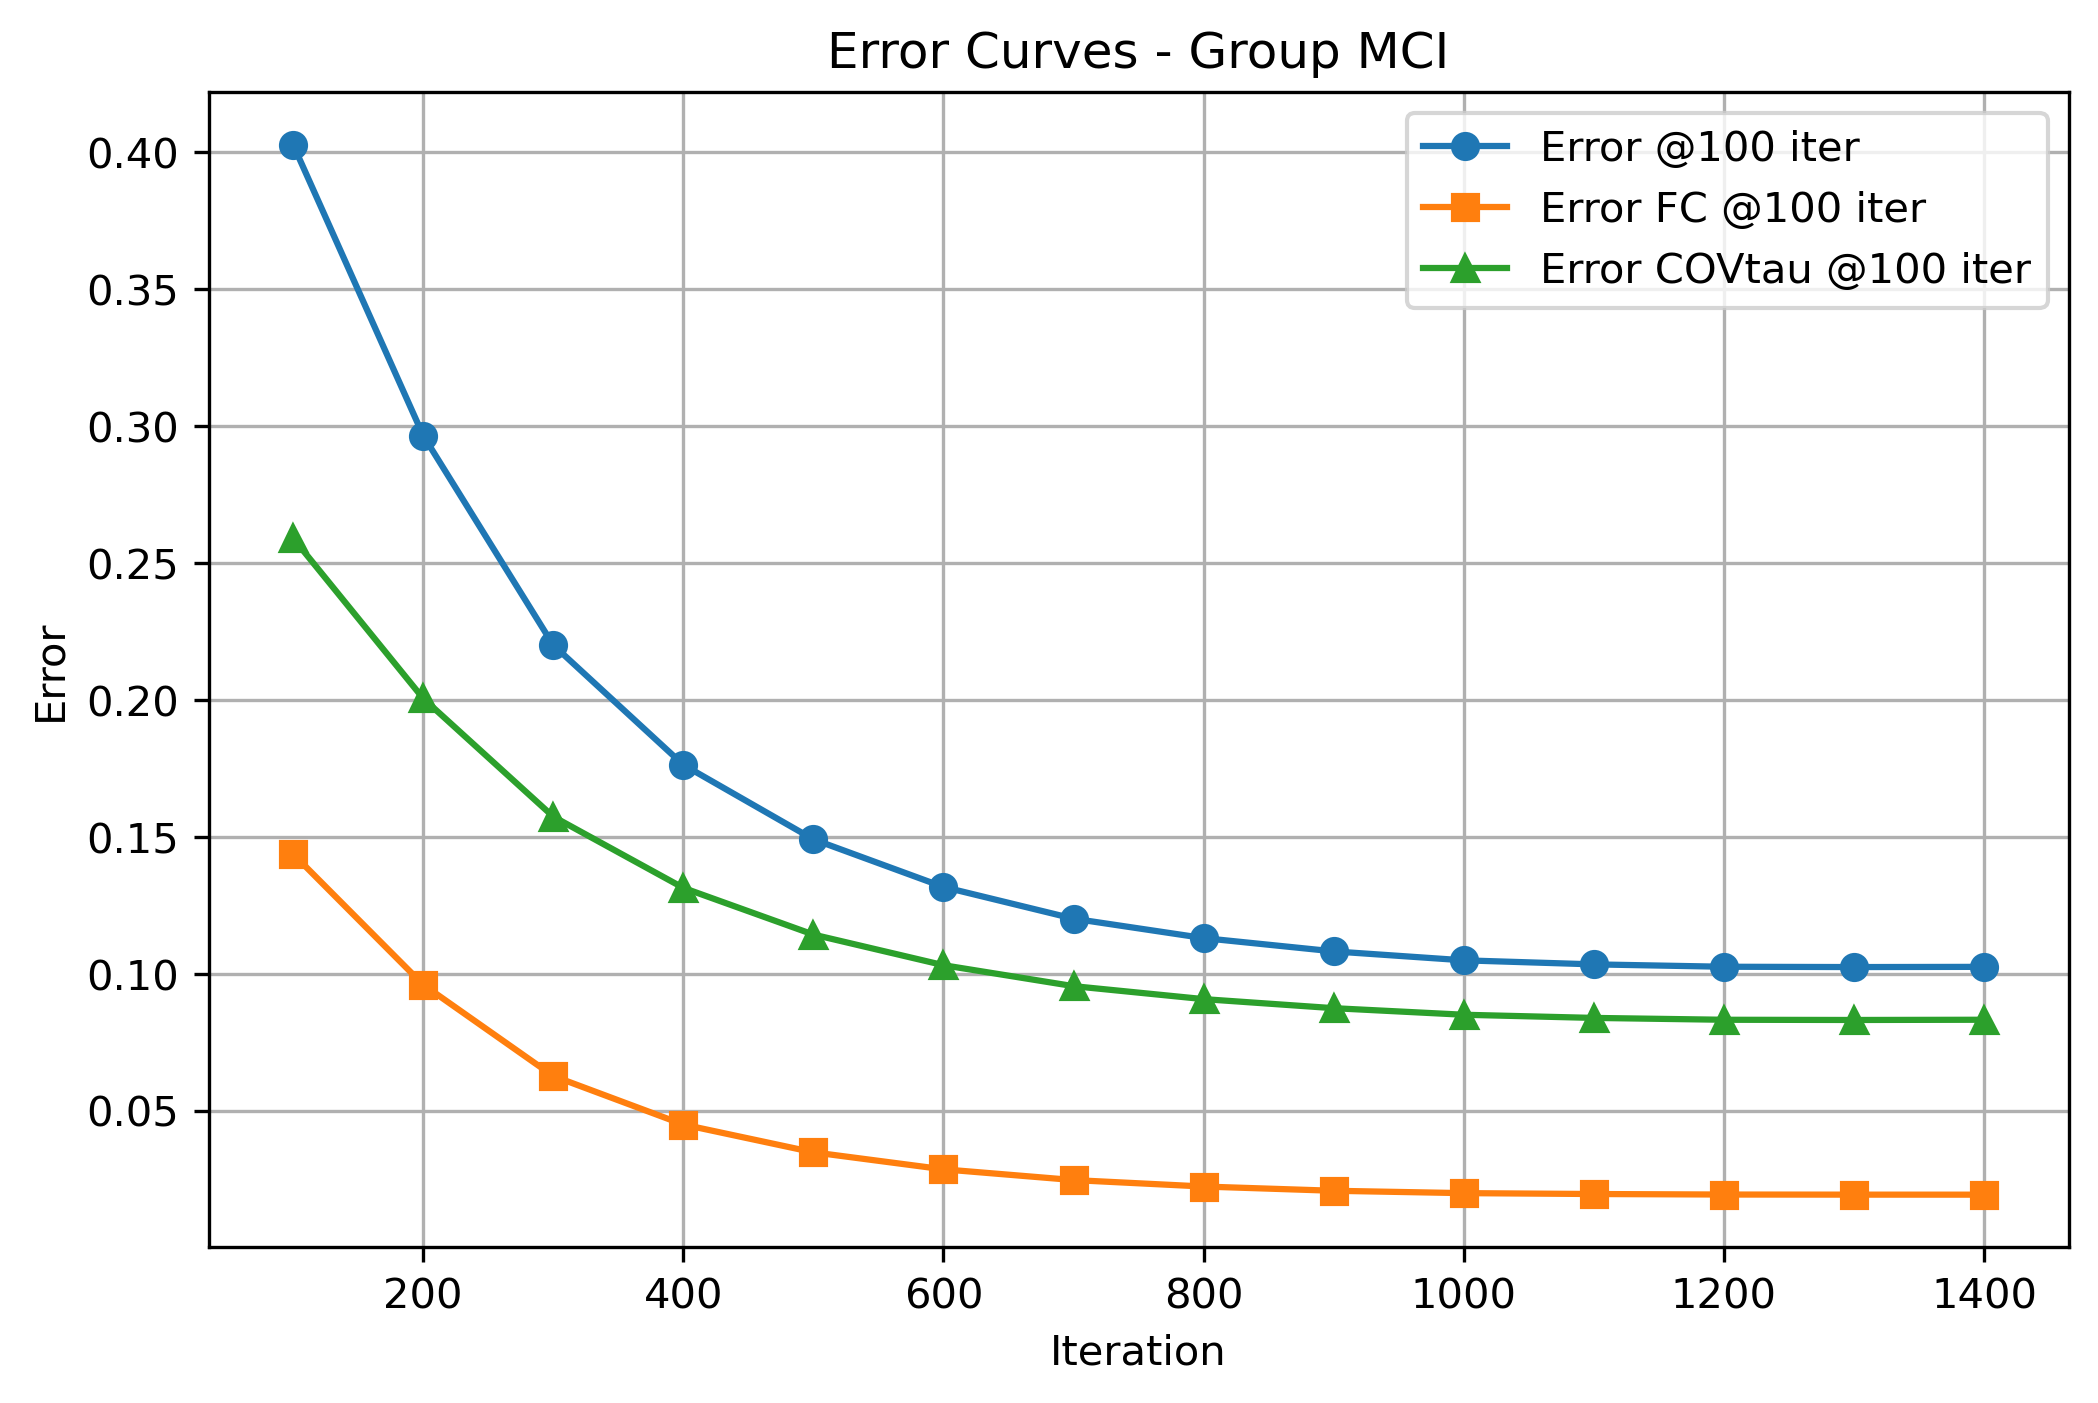 Error Curves - Group MCI
Error @100 iter
Error FC @100 iter
Error COVtau @100 iter
0.40
0.35
0.30
0.25
0.20
0.15
0.10
0.05
Error
200 400 600 800 1000 1200 1400
Iteration